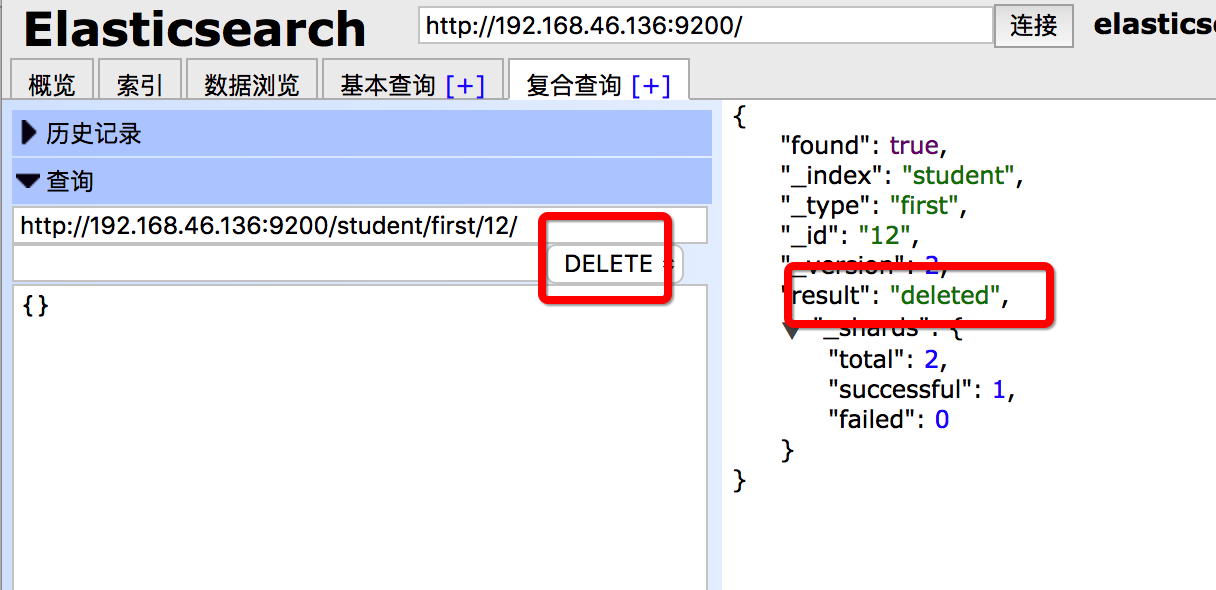 Elasticsearch
http://192.168.46.136:9200/
连接
elastics
概览
索引
数据浏览
基本查询 [+]
复合查询 [+]
历史记录
查询
http://192.168.46.136:9200/student/first/12/
DELETE
{}
{
"found": true,
"_index": "student",
"_type": "first",
"_id": "12",
"_version": 2,
"result": "deleted",
"_shards": {
"total": 2,
"successful": 1,
"failed": 0
}
}